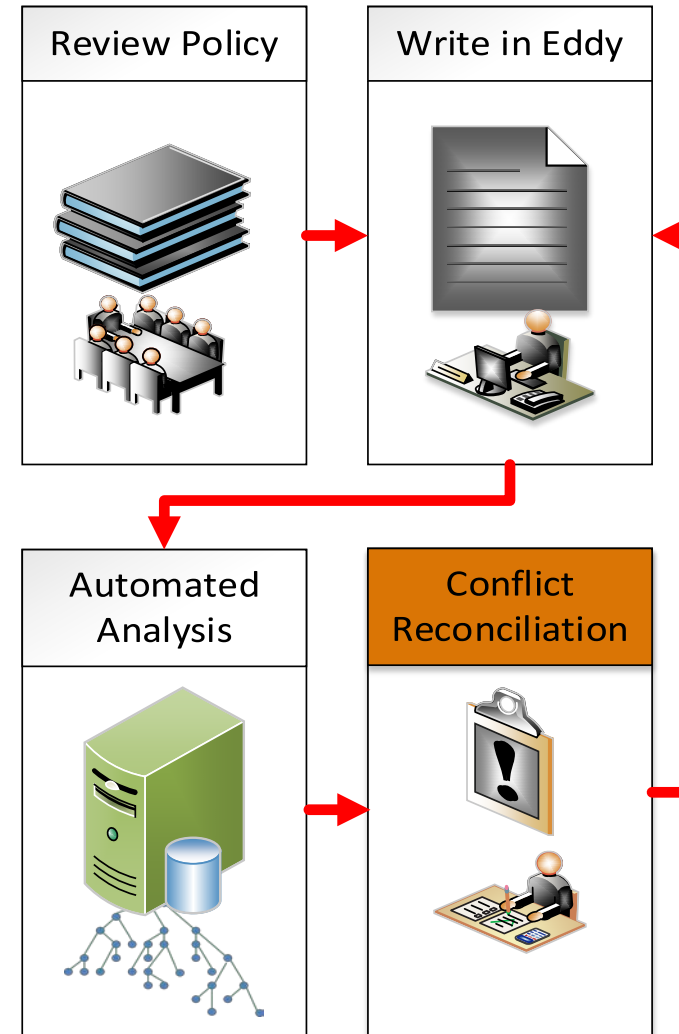 Review Policy
Write in Eddy
Automated
Analysis
Conflict
Reconciliation